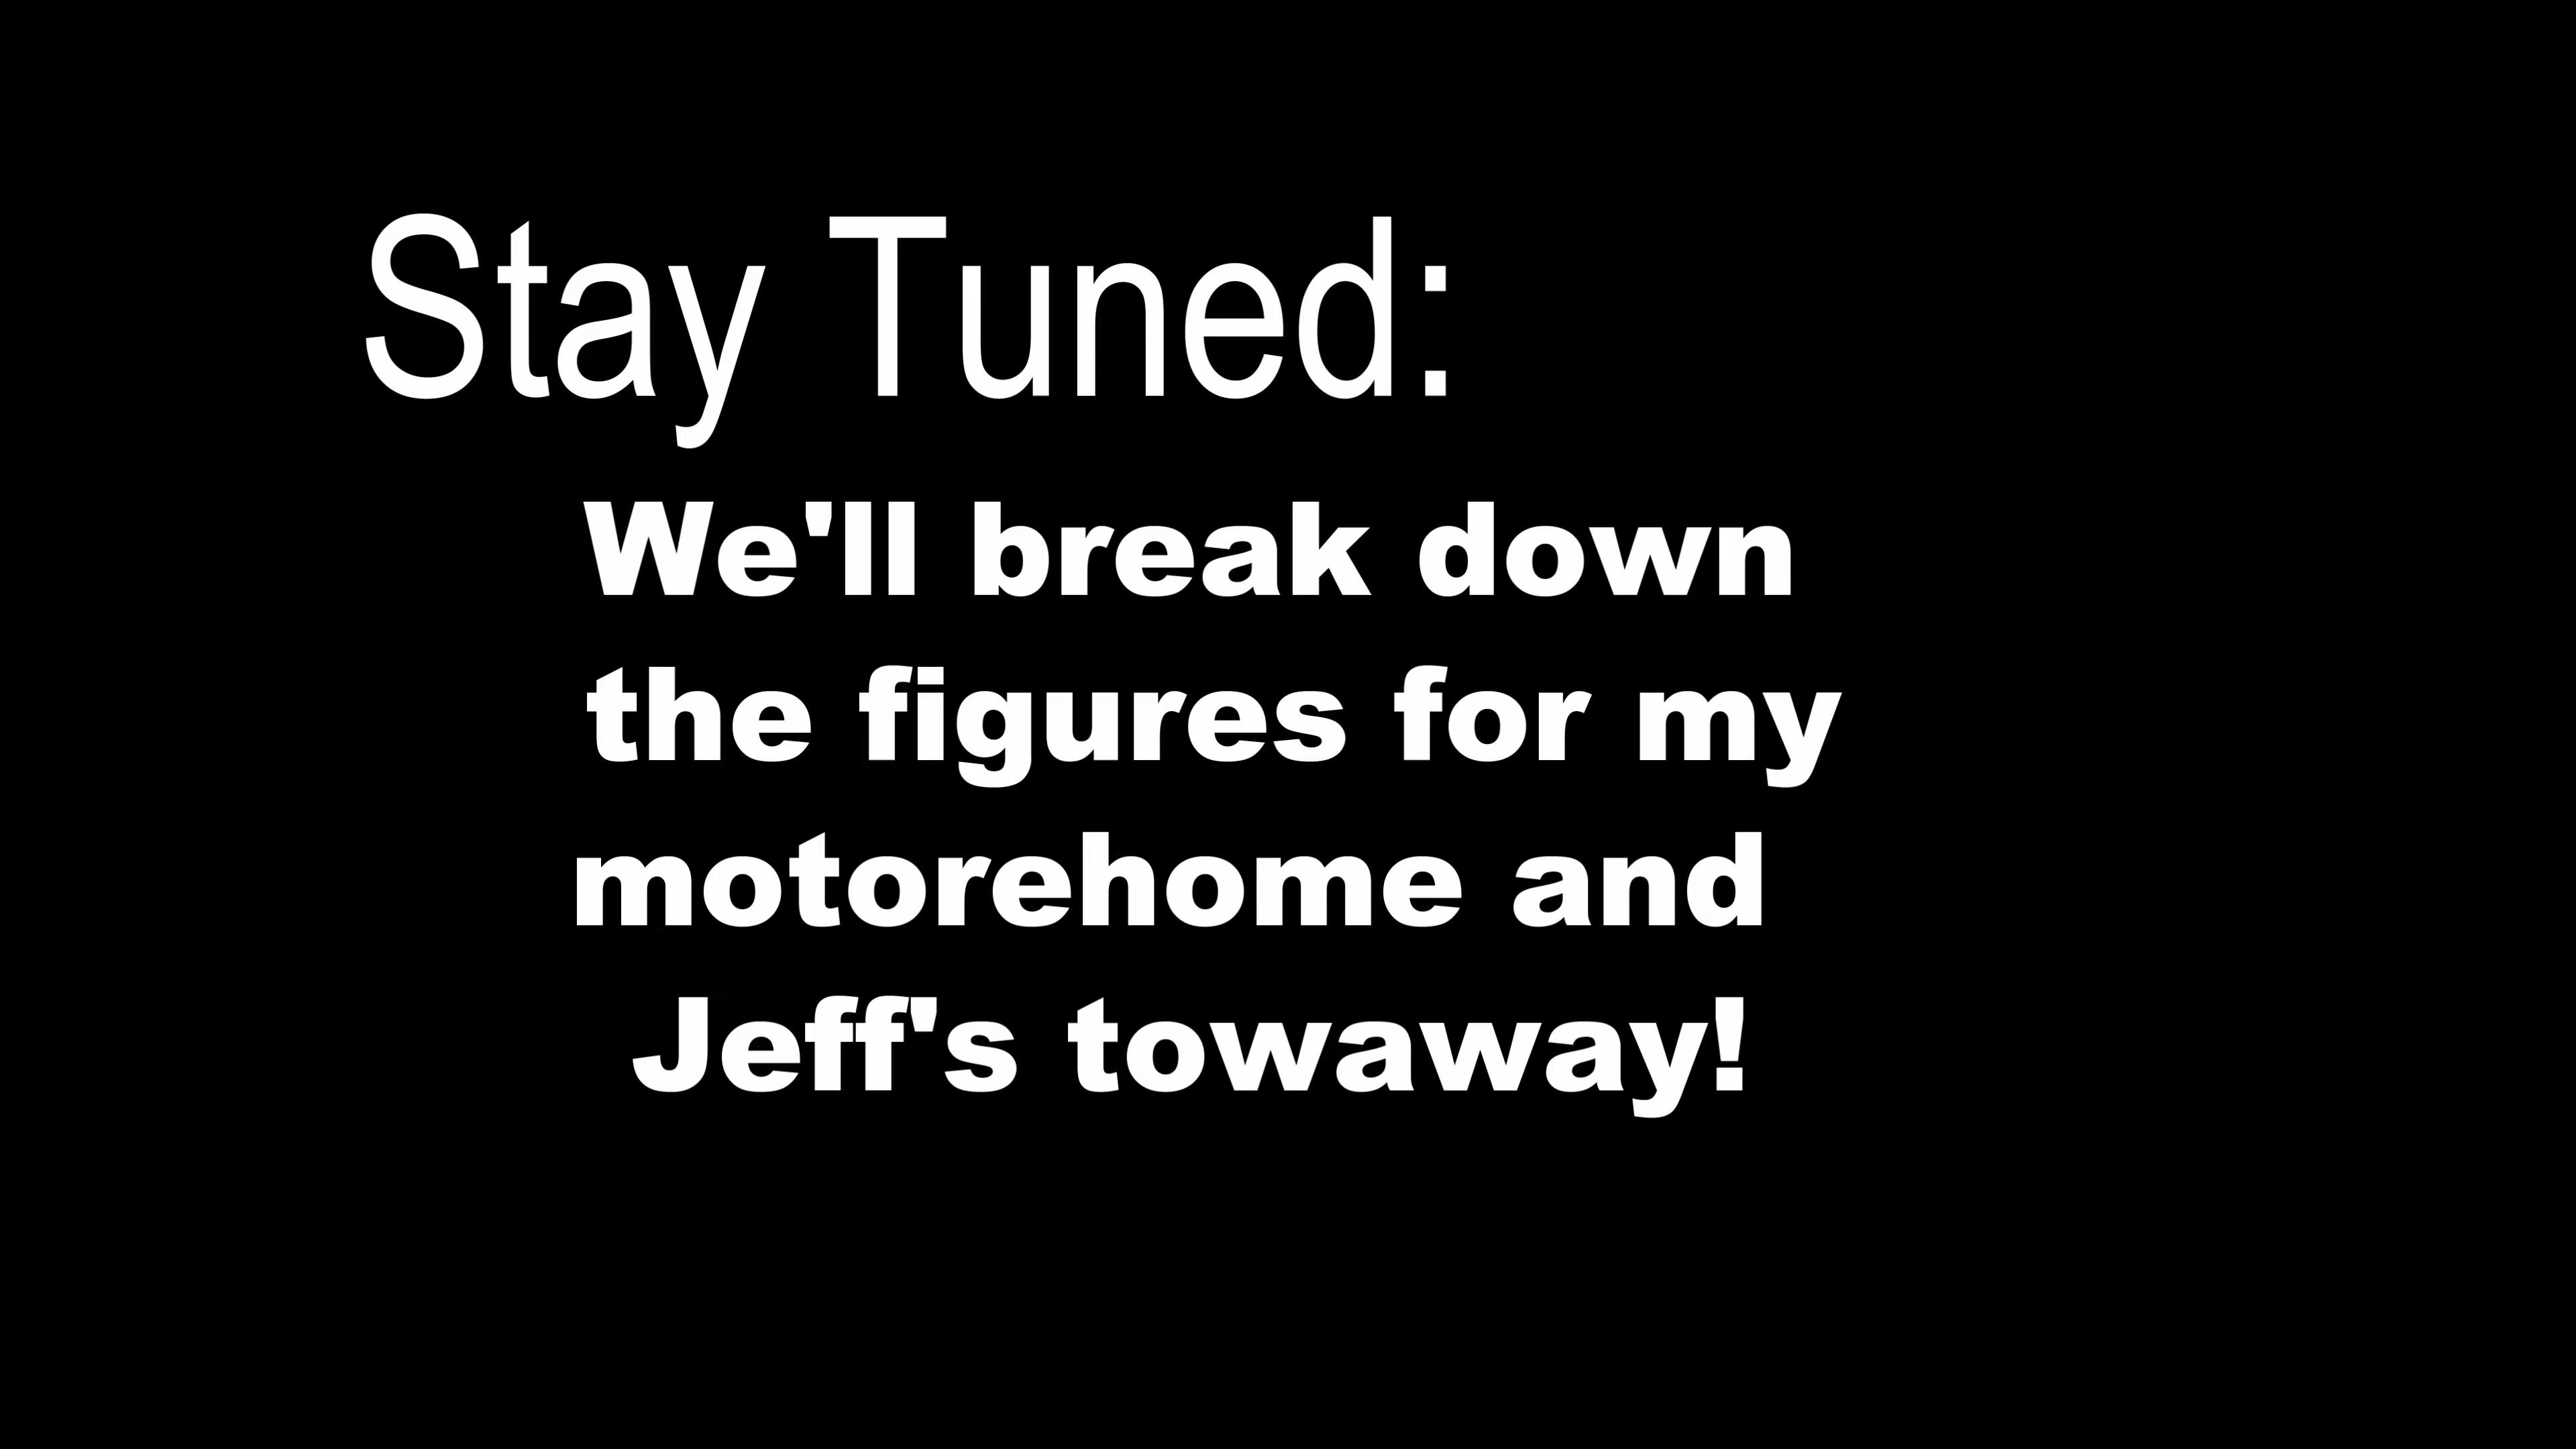 Stay Tuned:
We'll break down
the figures for my
motorehome and
Jeff's towaway!